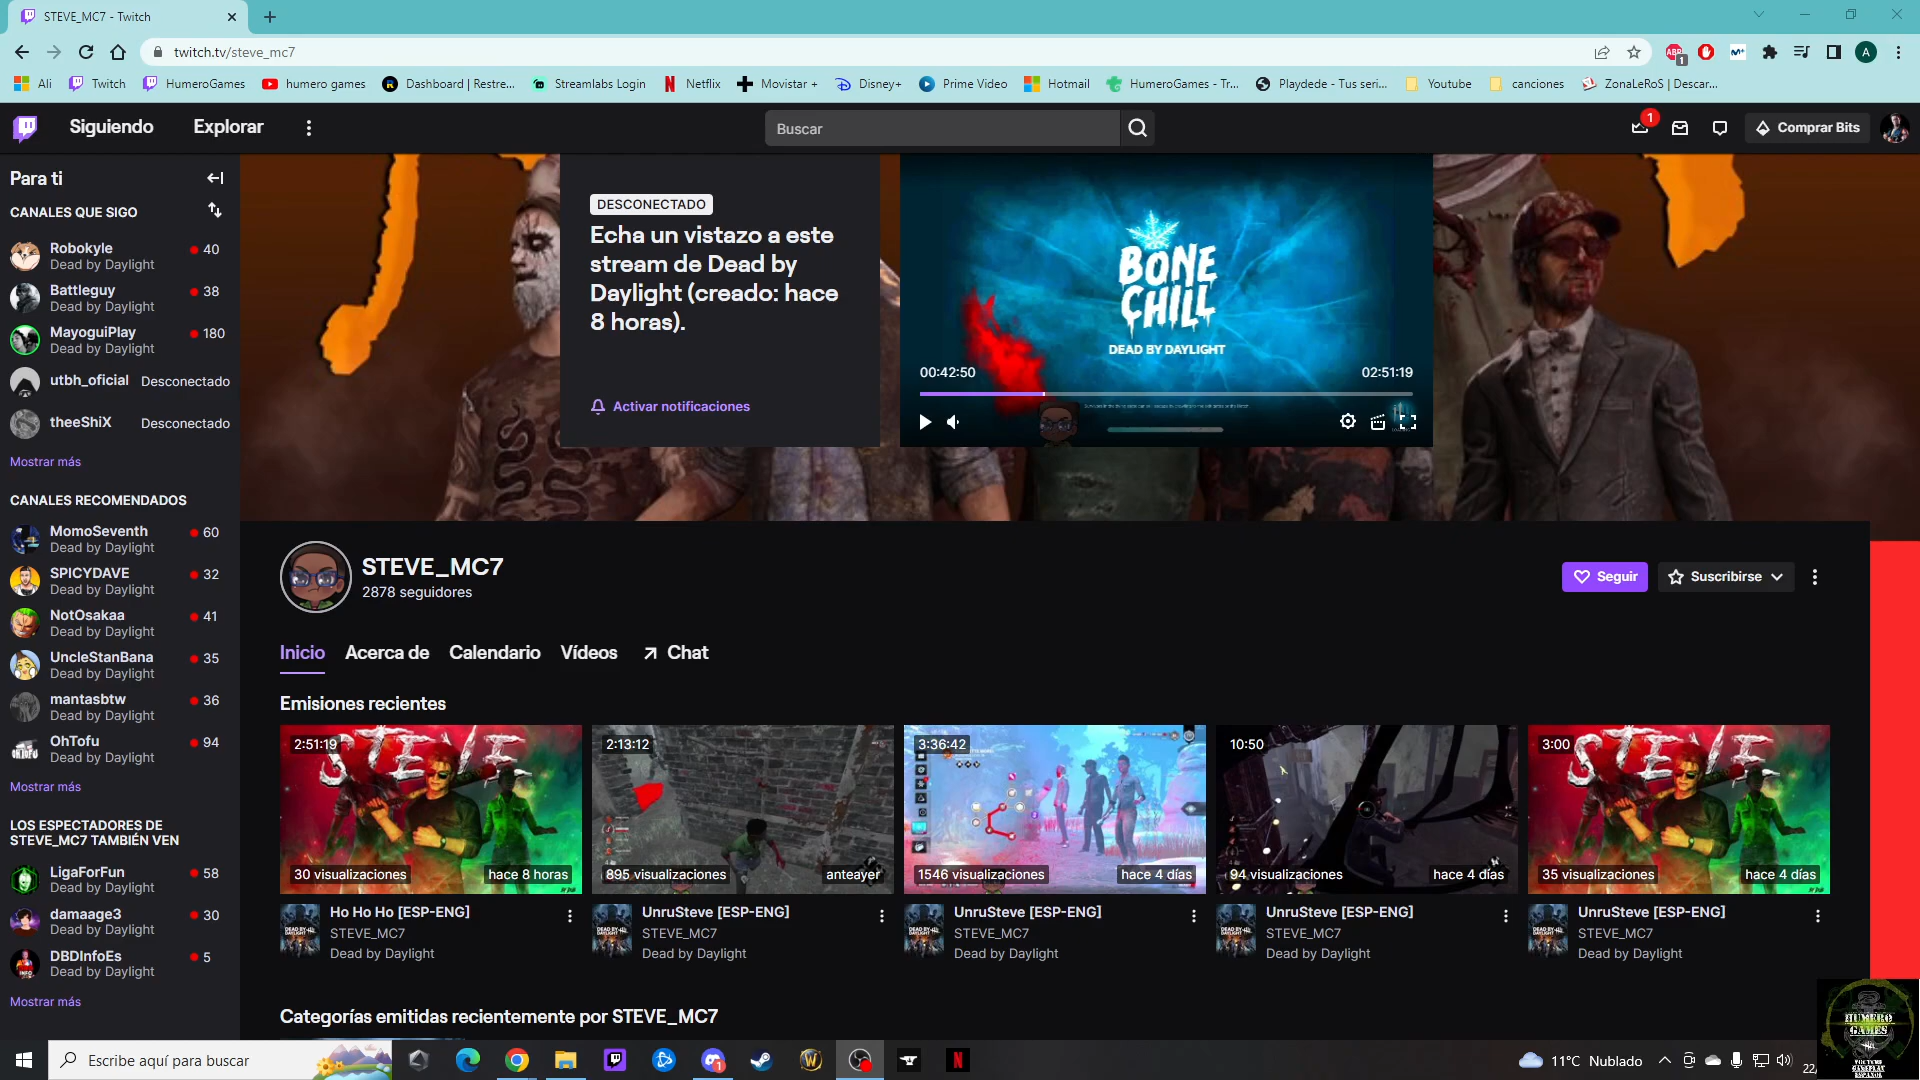 STEVE_MC7 - Twitch
twitch.tv/steve_mc7
1
A
Ali
Twitch
HumeroGames
humero games
Dashboard | Restre...
Streamlabs Login
Netflix
Movistar +
Disney+
Prime Video
Hotmail
HumeroGames - Tr...
Playdede - Tus seri...
Youtube
canciones
ZonaLeRoS | Descar...
Siguiendo
Explorar
Buscar
1
Comprar Bits
Para ti
CANALES QUE SIGO
Robokyle
40
Dead by Daylight
Battleguy
38
Dead by Daylight
MayoguiPlay
180
Dead by Daylight
utbh_oficial
Desconectado
theeShiX
Desconectado
Mostrar más
CANALES RECOMENDADOS
MomoSeventh
60
Dead by Daylight
SPICYDAVE
32
Dead by Daylight
NotOsakaa
41
Dead by Daylight
UncleStanBana
35
Dead by Daylight
mantasbtw
36
Dead by Daylight
OhTofu
94
Dead by Daylight
Mostrar más
LOS ESPECTADORES DE
STEVE_MC7 TAMBIÉN VEN
LigaForFun
58
Dead by Daylight
damaage3
30
Dead by Daylight
DBDInfoEs
5
Dead by Daylight
Mostrar más
DESCONECTADO
Echa un vistazo a este
stream de Dead by
Daylight (creado: hace
8 horas).
Activar notificaciones
BONE
CHILL
DEAD BY DAYLIGHT
00:42:50
02:51:19
STEVE_MC7
2878 seguidores
Seguir
Suscribirse
Inicio
Acerca de
Calendario
Vídeos
Chat
Emisiones recientes
2:51:19
STEVE
30 visualizaciones
hace 8 horas
Ho Ho Ho [ESP-ENG]
STEVE_MC7
Dead by Daylight
2:13:12
895 visualizaciones
anteayer
UnruSteve [ESP-ENG]
STEVE_MC7
Dead by Daylight
3:36:42
1546 visualizaciones
hace 4 días
UnruSteve [ESP-ENG]
STEVE_MC7
Dead by Daylight
10:50
94 visualizaciones
hace 4 días
UnruSteve [ESP-ENG]
STEVE_MC7
Dead by Daylight
3:00
STEVE
35 visualizaciones
hace 4 días
UnruSteve [ESP-ENG]
STEVE_MC7
Dead by Daylight
Categorías emitidas recientemente por STEVE_MC7
HUMERO
GAMES
Escribe aquí para buscar
1
11°C Nublado
22/